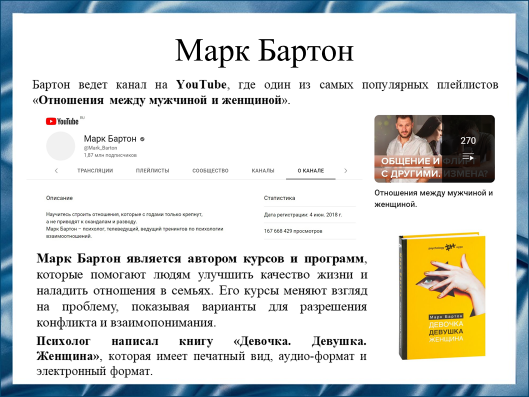 Марк Бартон
Бартон ведет канал на YouTube, где один из самых популярных плейлистов
«Отношения между мужчиной и женщиной».
YouTube
RU
Марк Бартон
@Mark_Barton
1,87 млн подписчиков
ТРАНСЛЯЦИИ ПЛЕЙЛИСТЫ СООБЩЕСТВО КАНАЛЫ О КАНАЛЕ
Описание
Научитесь строить отношения, которые с годами только крепнут,
а не приводят к скандалам и разводу.
Марк Бартон – психолог, телеведущий, ведущий тренингов по психологии
взаимоотношений.
Статистика
Дата регистрации: 4 июн. 2018 г.
167 668 429 просмотров
270
ОБЩЕНИЕ И ФЛИРТ
С ДРУГИМИ. ИЗМЕНА?
Отношения между мужчиной и
женщиной.
Марк Бартон является автором курсов и программ,
которые помогают людям улучшить качество жизни и
наладить отношения в семьях. Его курсы меняют взгляд
на проблему, показывая варианты для разрешения
конфликта и взаимопонимания.
Психолог написал книгу «Девочка. Девушка.
Женщина», которая имеет печатный вид, аудио-формат и
электронный формат.
Марк Бартон
ДЕВОЧКА
ДЕВУШКА
ЖЕНЩИНА